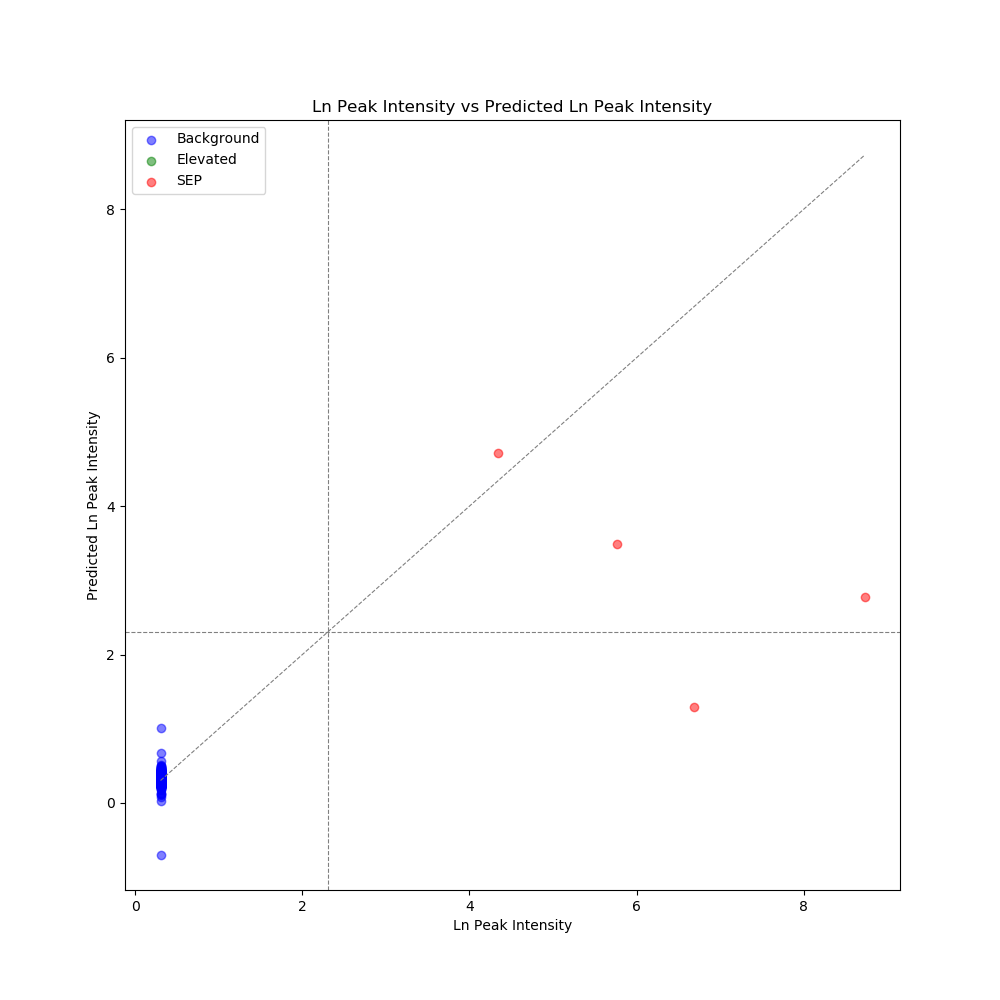 Ln Peak Intensity vs Predicted Ln Peak Intensity
Background
Elevated
SEP
Predicted Ln Peak Intensity
8
6
4
2
0
0 2 4 6 8
Ln Peak Intensity